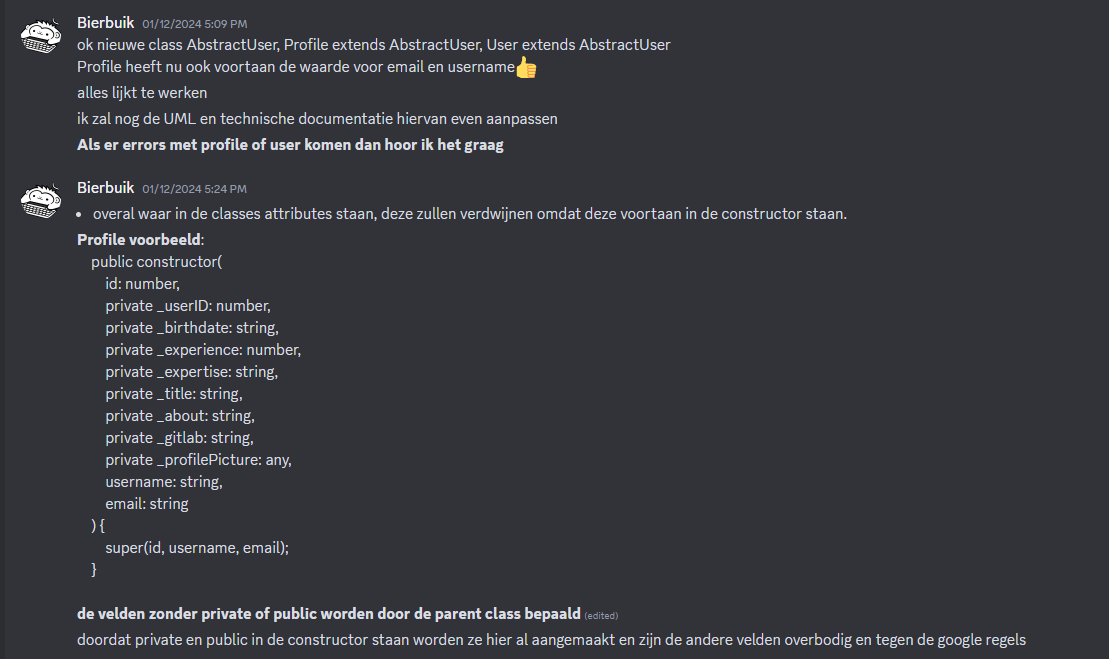 Bierbuik 01/12/2024 5:09 PM
ok nieuwe class AbstractUser, Profile extends AbstractUser, User extends AbstractUser
Profile heeft nu ook voortaan de waarde voor email en username👍
alles lijkt te werken
ik zal nog de UML en technische documentatie hiervan even aanpassen
Als er errors met profile of user komen dan hoor ik het graag
Bierbuik 01/12/2024 5:24 PM
• overal waar in de classes attributes staan, deze zullen verdwijnen omdat deze voortaan in de constructor staan.
Profile voorbeeld:
public constructor(
id: number,
private _userID: number,
private _birthdate: string,
private _experience: number,
private _expertise: string,
private _title: string,
private _about: string,
private _gitlab: string,
private _profilePicture: any,
username: string,
email: string
) {
super(id, username, email);
}
de velden zonder private of public worden door de parent class bepaald (edited)
doordat private en public in de constructor staan worden ze hier al aangemaakt en zijn de andere velden overbodig en tegen de google regels